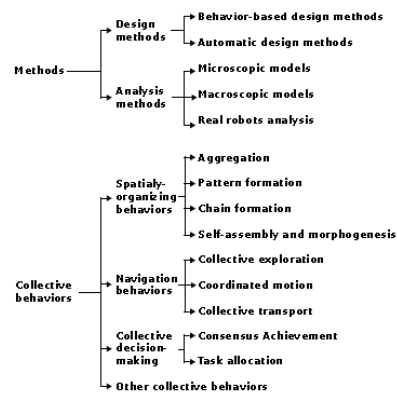 Methods
Design
methods
Behavior-based design methods
Automatic design methods
Analysis
methods
Microscopic models
Macroscopic models
Real robots analysis
Collective
behaviors
Spatialy-
organizing
behaviors
Aggregation
Pattern formation
Chain formation
Self-assembly and morphogenesis
Navigation
behaviors
Collective exploration
Coordinated motion
Collective transport
Collective
decision-
making
Consensus Achievement
Task allocation
Other collective behaviors